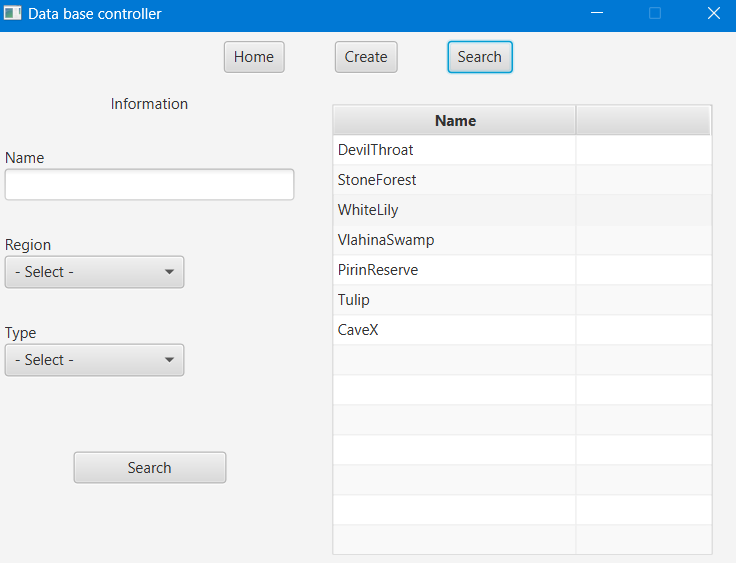 Data base controller
Home Create Search
Information
Name
Region
- Select -
Type
- Select -
Search
Name
DevilThroat
StoneForest
WhiteLily
VlahinaSwamp
PirinReserve
Tulip
CaveX